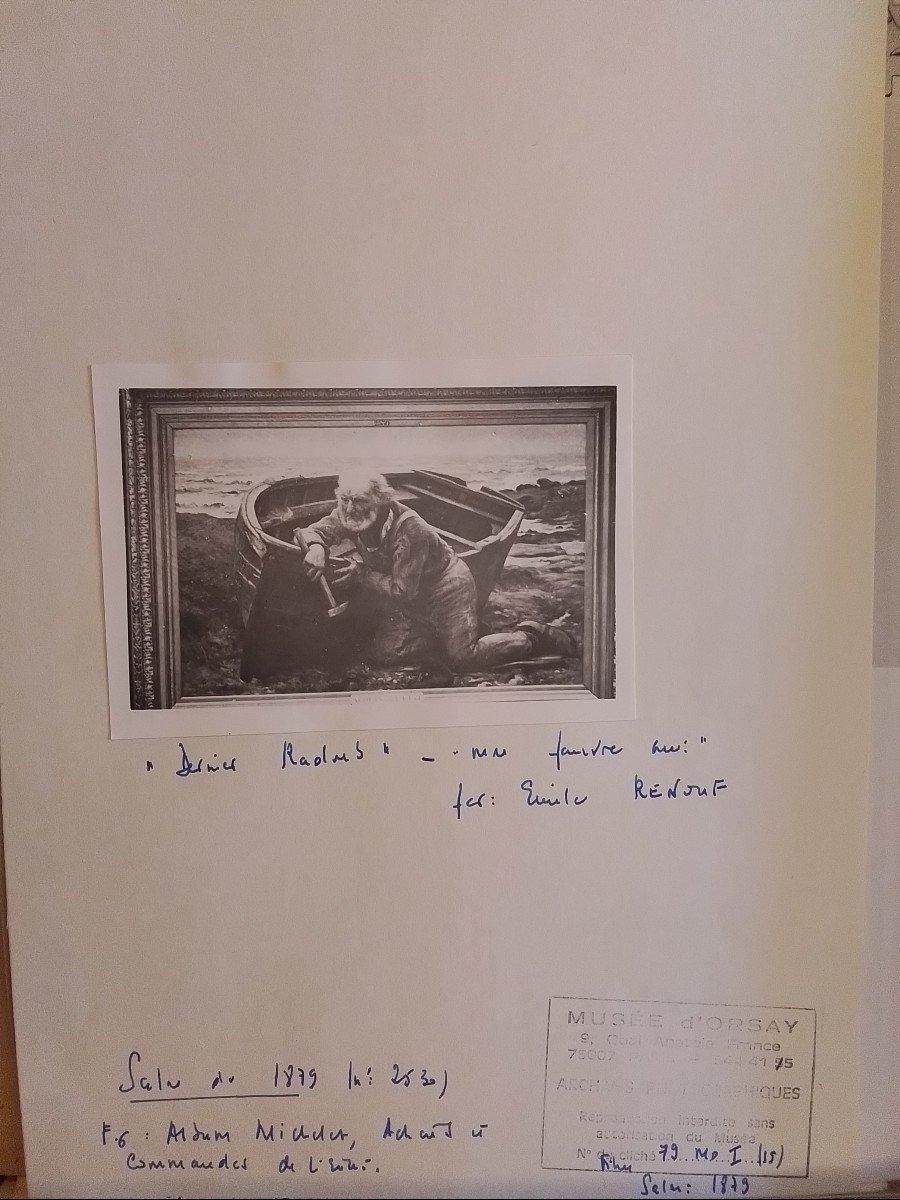 "Dernier Radoub" – "mon pauvre ami"
par: Emile RENOUF
Salon de 1879 (n°: 2530)
F.G : Album Michelet, Achats et
Commandes de l'Etat.
MUSÉE d'ORSAY
9, Quai Anatole France
75007
41 95
ARCHIVES PHOTOGRAPHIQUES
Reproduction interdite sans
autorisation du Musée
N° du cliché 79 Mo I (15)
Film
Salon: 1879